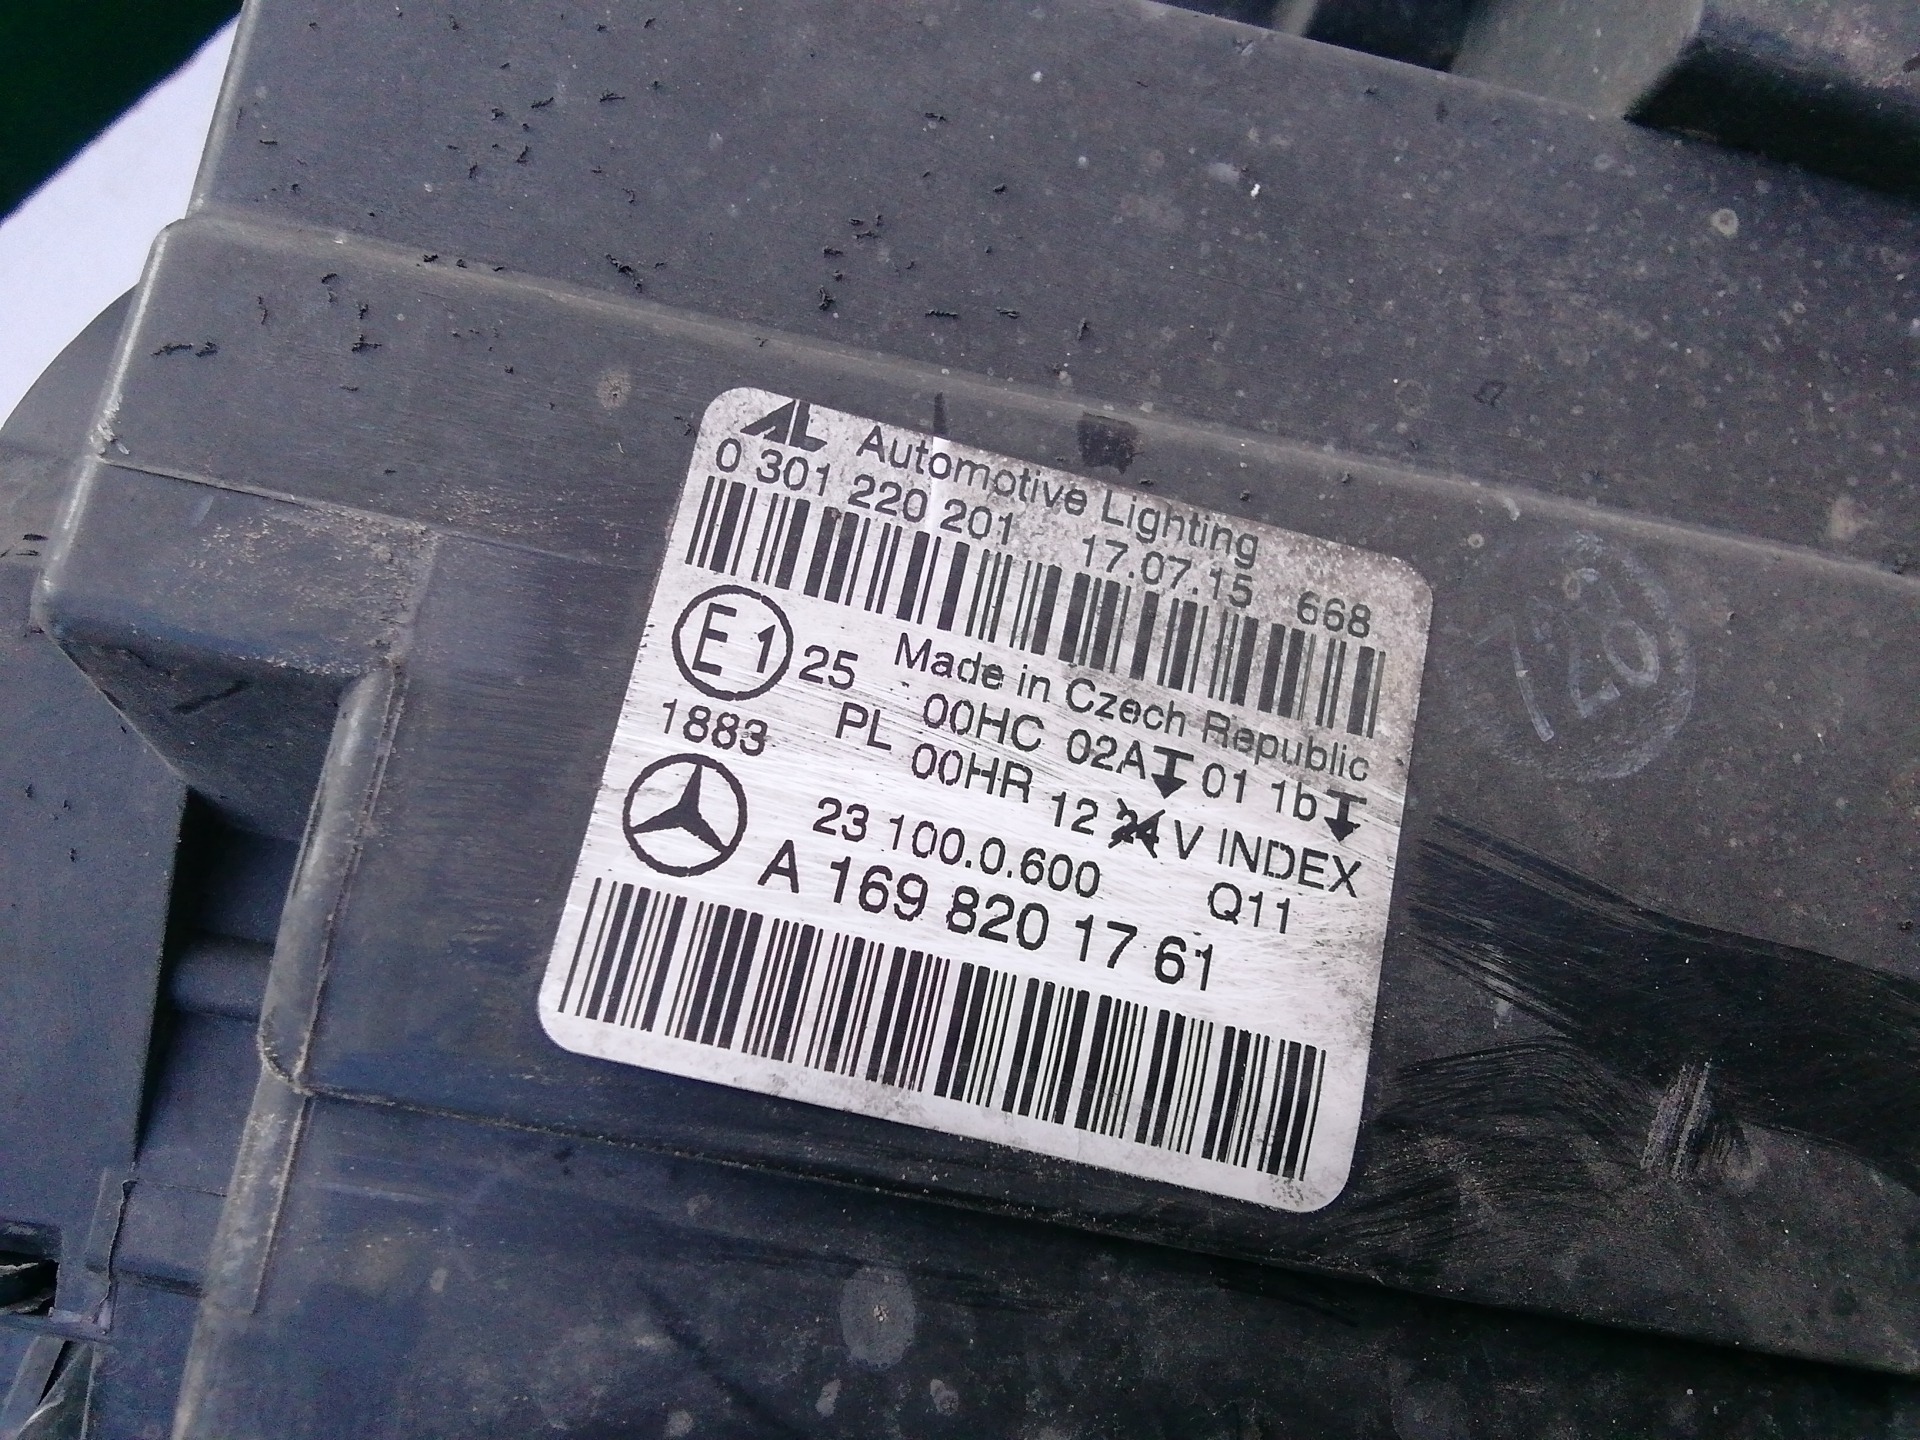 AL Automotive Lighting
0 301 220 201 17.07.15 668
E1 25 Made in Czech Republic
1883 PL 00HC 02A 01 1b
00HR 12 24 V INDEX
23 100.0.600 Q11
A 169 820 17 61